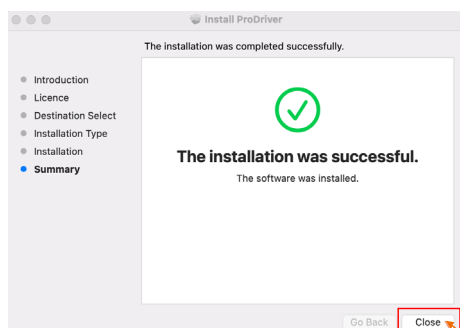 Install ProDriver
The installation was completed successfully.
Introduction
Licence
Destination Select
Installation Type
Installation
Summary
The installation was successful.
The software was installed.
Go Back
Close